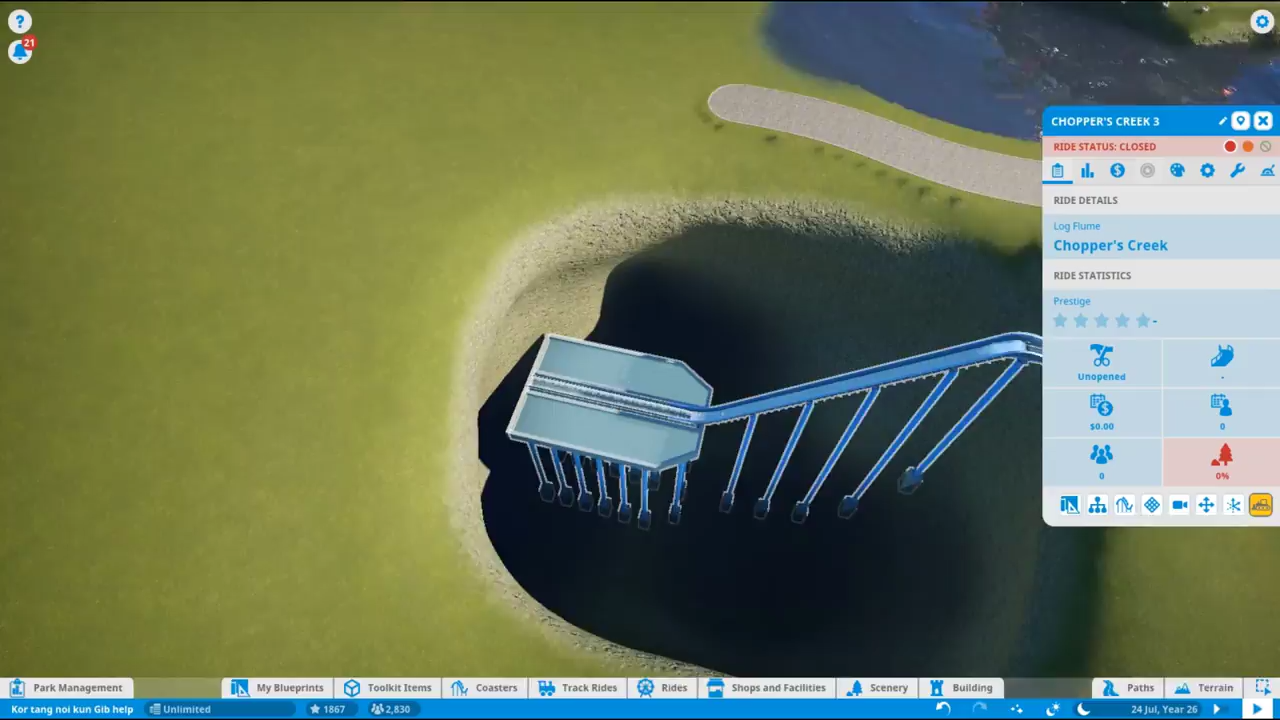 ?
21
CHOPPER'S CREEK 3
RIDE STATUS: CLOSED
RIDE DETAILS
Log Flume
Chopper's Creek
RIDE STATISTICS
Prestige
-
Unopened
-
$0.00
0
0
0%
Park Management
My Blueprints
Toolkit Items
Coasters
Track Rides
Rides
Shops and Facilities
Scenery
Building
Paths
Terrain
Kor tang noi kun Gib help
Unlimited
1867
2,830
24 Jul, Year 26